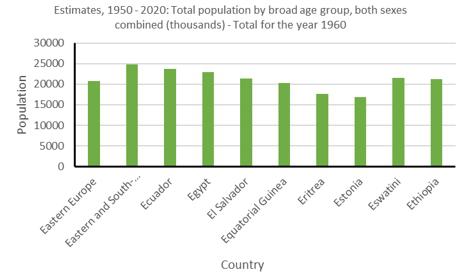 Estimates, 1950 - 2020: Total population by broad age group, both sexes
combined (thousands) - Total for the year 1960
30000
25000
20000
15000
10000
5000
0
Population
Eastern Europe
Eastern and South-...
Ecuador
Egypt
El Salvador
Equatorial Guinea
Eritrea
Estonia
Eswatini
Ethiopia
Country